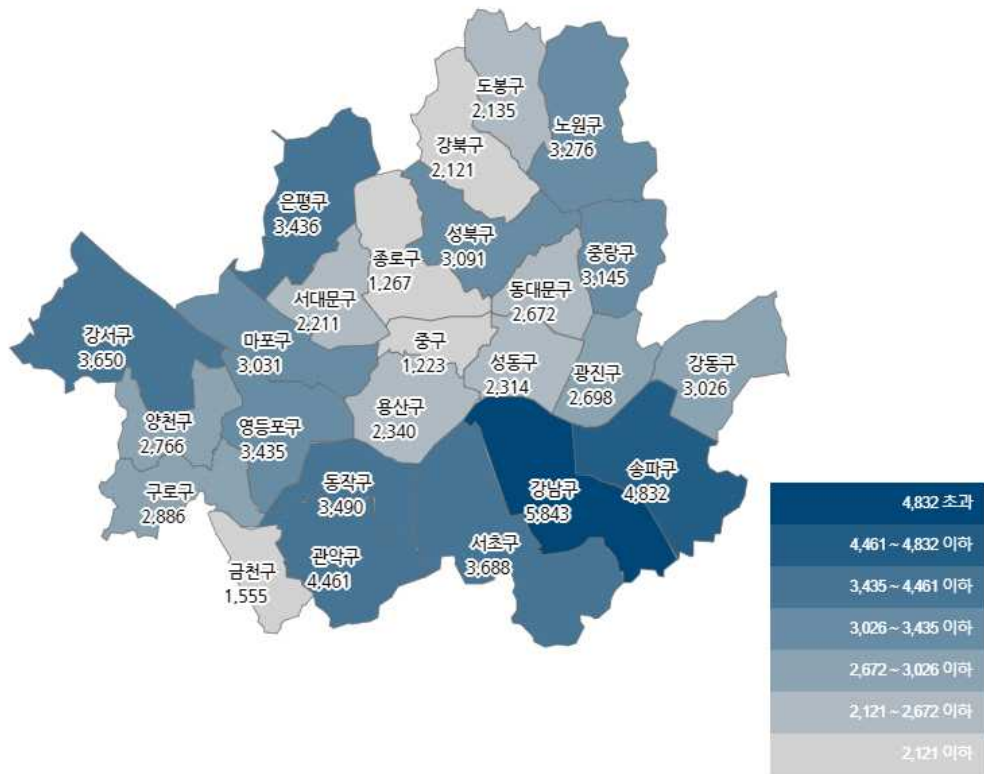 도봉구
2,135
노원구
3,276
강북구
2,121
은평구
3,436
성북구
3,091
중랑구
3,145
종로구
1,267
동대문구
2,672
서대문구
2,211
강서구
3,650
마포구
3,031
중구
1,223
성동구
2,314
광진구
2,698
강동구
3,026
양천구
2,766
영등포구
3,435
용산구
2,340
구로구
2,886
동작구
3,490
강남구
5,843
송파구
4,832
금천구
1,555
관악구
4,461
서초구
3,688
4,832 초과
4,461 ~ 4,832 이하
3,435 ~ 4,461 이하
3,026 ~ 3,435 이하
2,672 ~ 3,026 이하
2,121 ~ 2,672 이하
2,121 이하